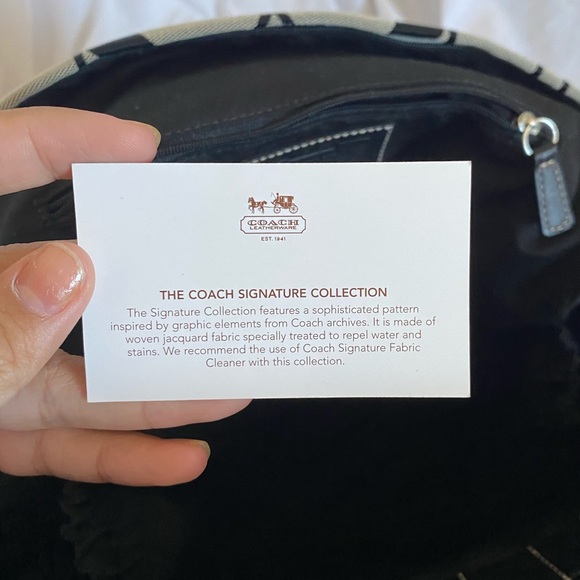 COACH
LEATHERWARE
EST. 1941
THE COACH SIGNATURE COLLECTION
The Signature Collection features a sophisticated pattern
inspired by graphic elements from Coach archives. It is made of
woven jacquard fabric specially treated to repel water and
stains. We recommend the use of Coach Signature Fabric
Cleaner with this collection.